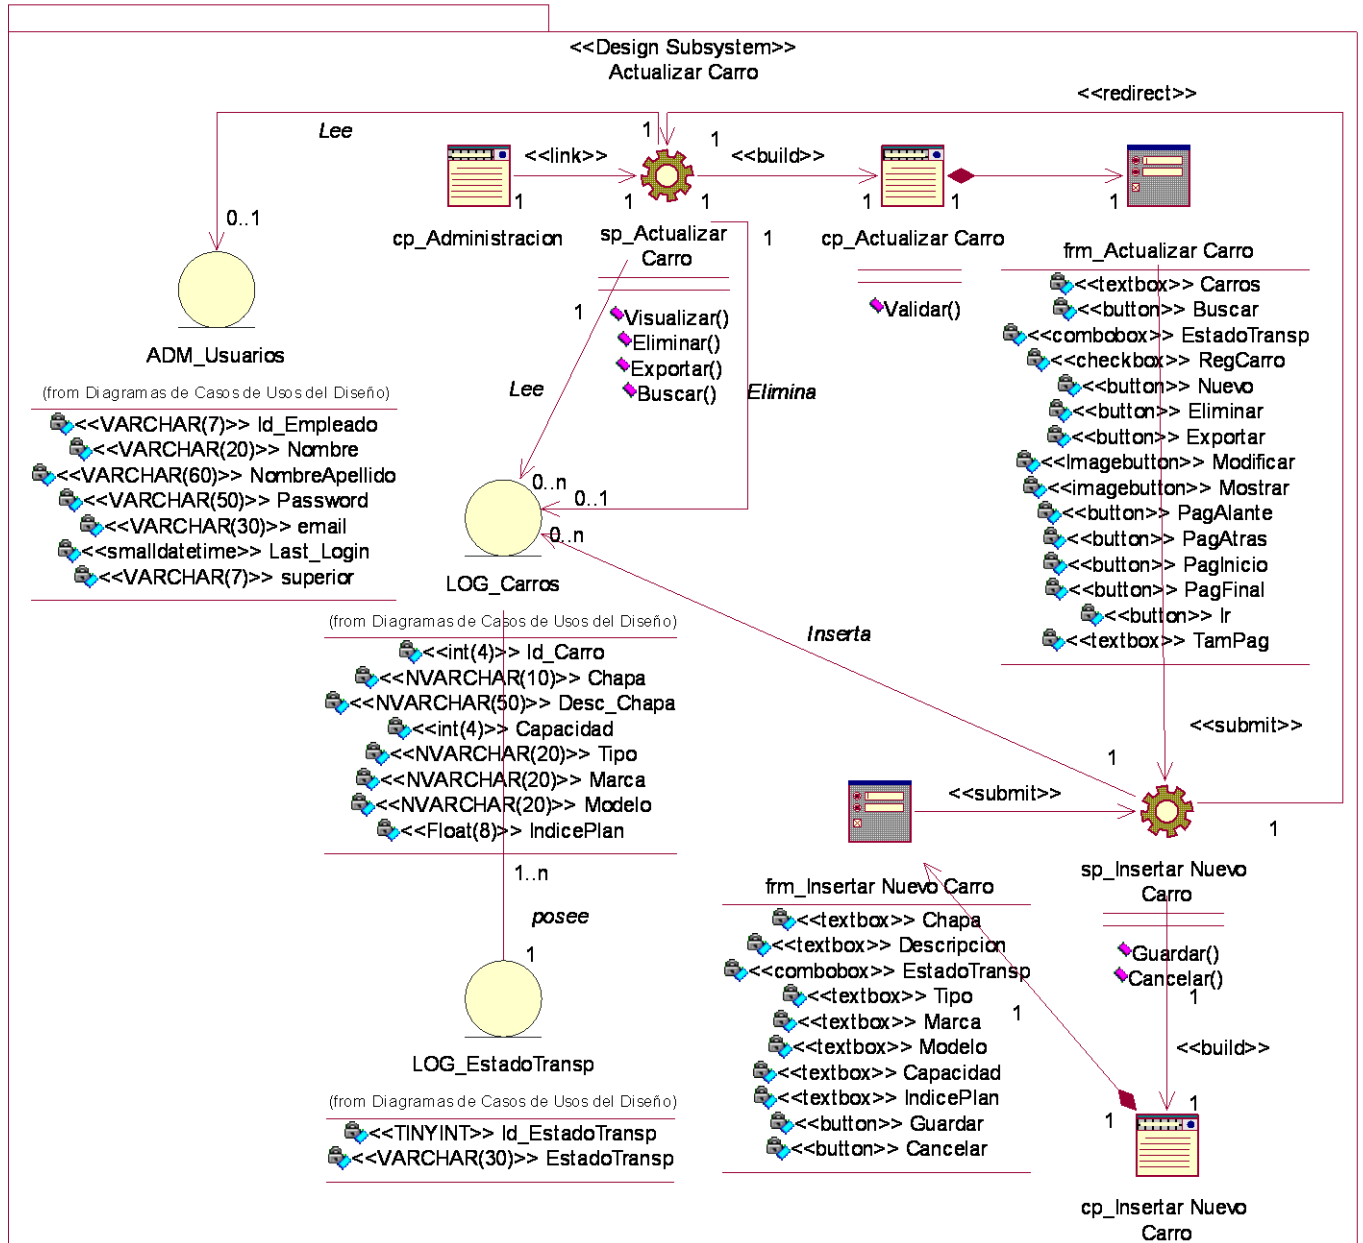 <<Design Subsystem>>
Actualizar Carro
<<redirect>>
Lee
1
1
<<link>>
<<build>>
1
1
1
1
1
1
0..1
1
cp_Administracion
sp_Actualizar
Carro
cp_Actualizar Carro
frm_Actualizar Carro
Visualizar()
Eliminar()
Exportar()
Buscar()
Validar()
<<textbox>> Carros
<<button>> Buscar
<<combobox>> EstadoTransp
<<checkbox>> RegCarro
<<button>> Nuevo
<<button>> Eliminar
<<button>> Exportar
<<Imagebutton>> Modificar
<<imagebutton>> Mostrar
<<button>> PagAlante
<<button>> PagAtras
<<button>> PagInicio
<<button>> PagFinal
<<button>> Ir
<<textbox>> TamPag
ADM_Usuarios
(from Diagramas de Casos de Usos del Diseño)
<<VARCHAR(7)>> Id_Empleado
<<VARCHAR(20)>> Nombre
<<VARCHAR(60)>> NombreApellido
<<VARCHAR(50)>> Password
<<VARCHAR(30)>> email
<<smalldatetime>> Last_Login
<<VARCHAR(7)>> superior
1
Lee
Elimina
0..n
0..1
0..n
LOG_Carros
(from Diagramas de Casos de Usos del Diseño)
<<int(4)>> Id_Carro
<<NVARCHAR(10)>> Chapa
<<NVARCHAR(50)>> Desc_Chapa
<<int(4)>> Capacidad
<<NVARCHAR(20)>> Tipo
<<NVARCHAR(20)>> Marca
<<NVARCHAR(20)>> Modelo
<<Float(8)>> IndicePlan
Inserta
<<submit>>
1
<<submit>>
1
1..n
posee
1
frm_Insertar Nuevo Carro
<<textbox>> Chapa
<<textbox>> Descripcion
<<combobox>> EstadoTransp
<<textbox>> Tipo
<<textbox>> Marca
<<textbox>> Modelo
<<textbox>> Capacidad
<<textbox>> IndicePlan
<<button>> Guardar
<<button>> Cancelar
sp_Insertar Nuevo
Carro
Guardar()
Cancelar()
1
1
<<build>>
1
1
LOG_EstadoTransp
(from Diagramas de Casos de Usos del Diseño)
<<TINYINT>> Id_EstadoTransp
<<VARCHAR(30)>> EstadoTransp
cp_Insertar Nuevo
Carro